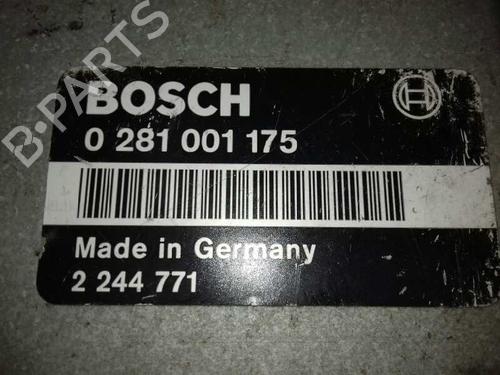 B-PARTS
BOSCH
0 281 001 175
Made in Germany
2 244 771